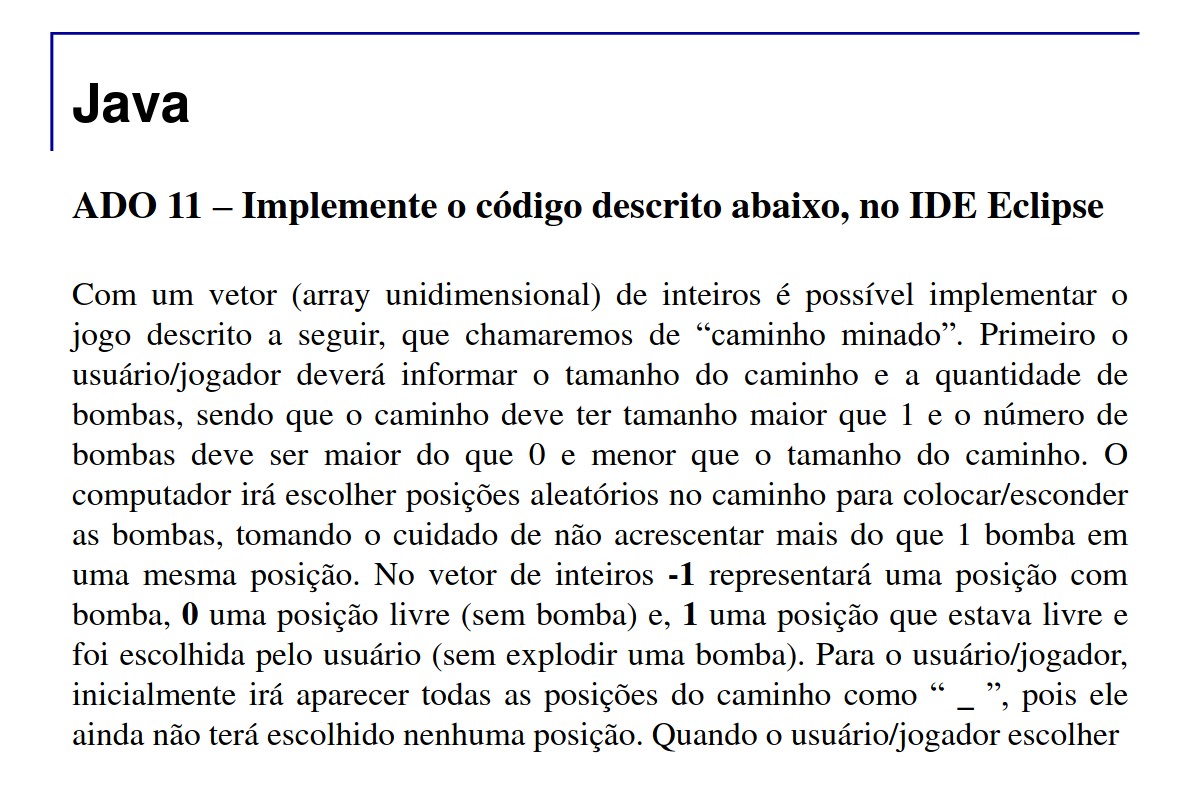 Java
ADO 11 – Implemente o código descrito abaixo, no IDE Eclipse
Com um vetor (array unidimensional) de inteiros é possível implementar o
jogo descrito a seguir, que chamaremos de “caminho minado”. Primeiro o
usuário/jogador deverá informar o tamanho do caminho e a quantidade de
bombas, sendo que o caminho deve ter tamanho maior que 1 e o número de
bombas deve ser maior do que 0 e menor que o tamanho do caminho. O
computador irá escolher posições aleatórios no caminho para colocar/esconder
as bombas, tomando o cuidado de não acrescentar mais do que 1 bomba em
uma mesma posição. No vetor de inteiros -1 representará uma posição com
bomba, 0 uma posição livre (sem bomba) e, 1 uma posição que estava livre e
foi escolhida pelo usuário (sem explodir uma bomba). Para o usuário/jogador,
inicialmente irá aparecer todas as posições do caminho como “ _ ”, pois ele
ainda não terá escolhido nenhuma posição. Quando o usuário/jogador escolher